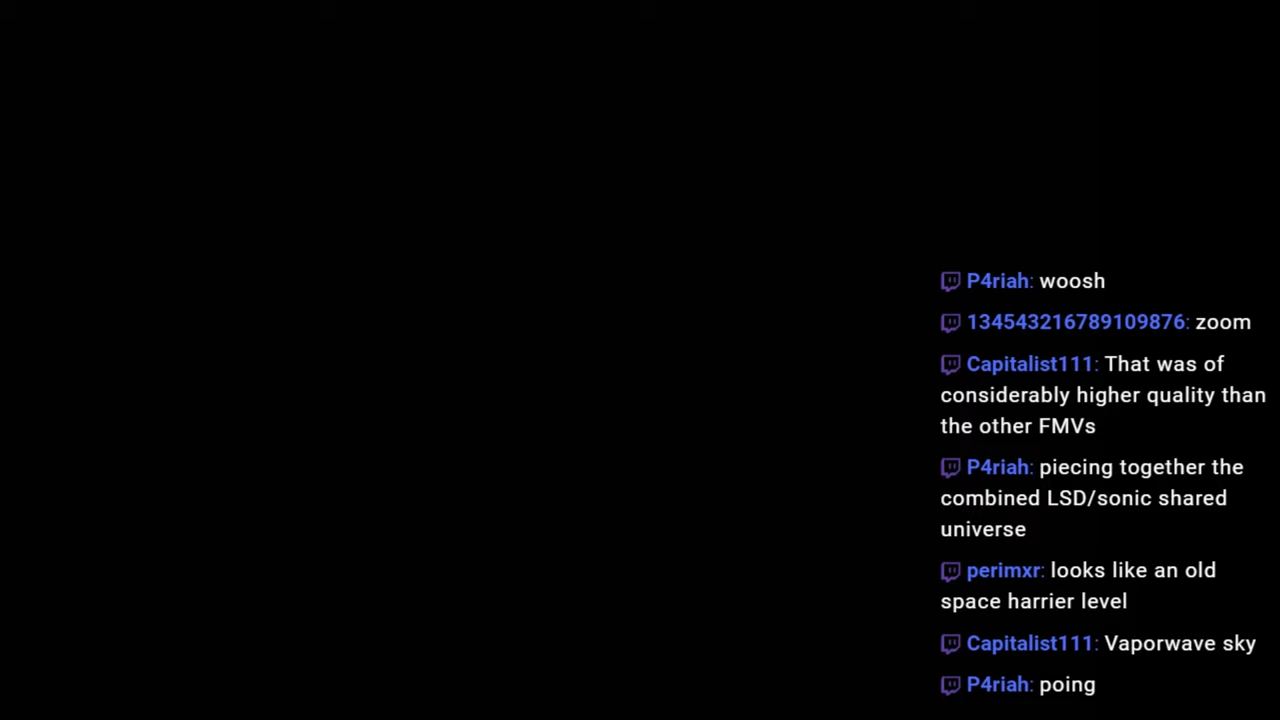 P4riah: woosh
134543216789109876: zoom
Capitalist111: That was of
considerably higher quality than
the other FMVs
P4riah: piecing together the
combined LSD/sonic shared
universe
perimxr: looks like an old
space harrier level
Capitalist111: Vaporwave sky
P4riah: poing